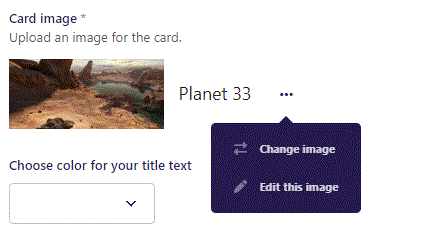 Card image *
Upload an image for the card.
Planet 33
Change image
Edit this image
Choose color for your title text